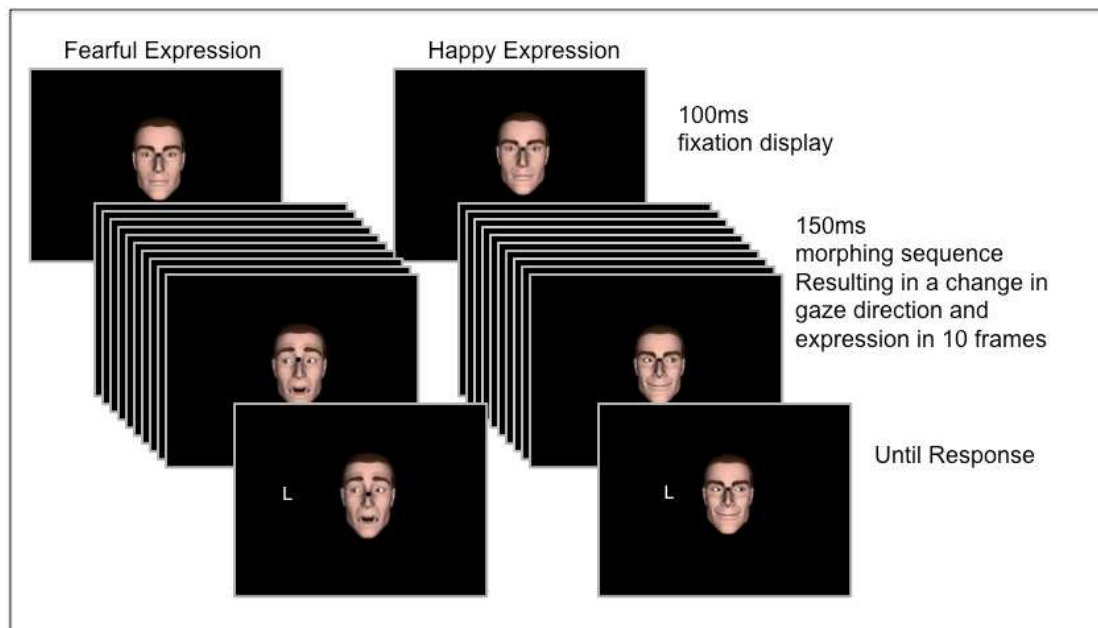 Fearful Expression
Happy Expression
100ms
fixation display
150ms
morphing sequence
Resulting in a change in
gaze direction and
expression in 10 frames
Until Response
L
L